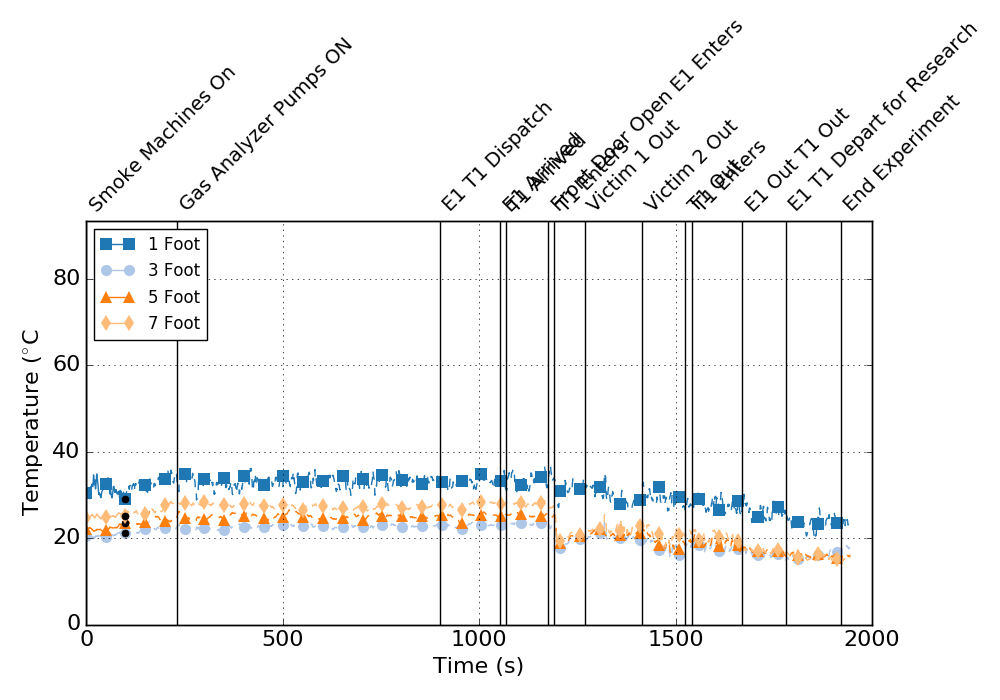 Smoke Machines On
Gas Analyzer Pumps ON
E1 T1 Dispatch
E1 Arrived
T1 Arrived
Front Door Open E1 Enters
T1 Enters
Victim 1 Out
Victim 2 Out
T1 Out
T1 Enters
E1 Out T1 Out
E1 T1 Depart for Research
End Experiment
1 Foot
3 Foot
5 Foot
7 Foot
80
60
40
20
0
Temperature (°C
0 500 1000 1500 2000
Time (s)